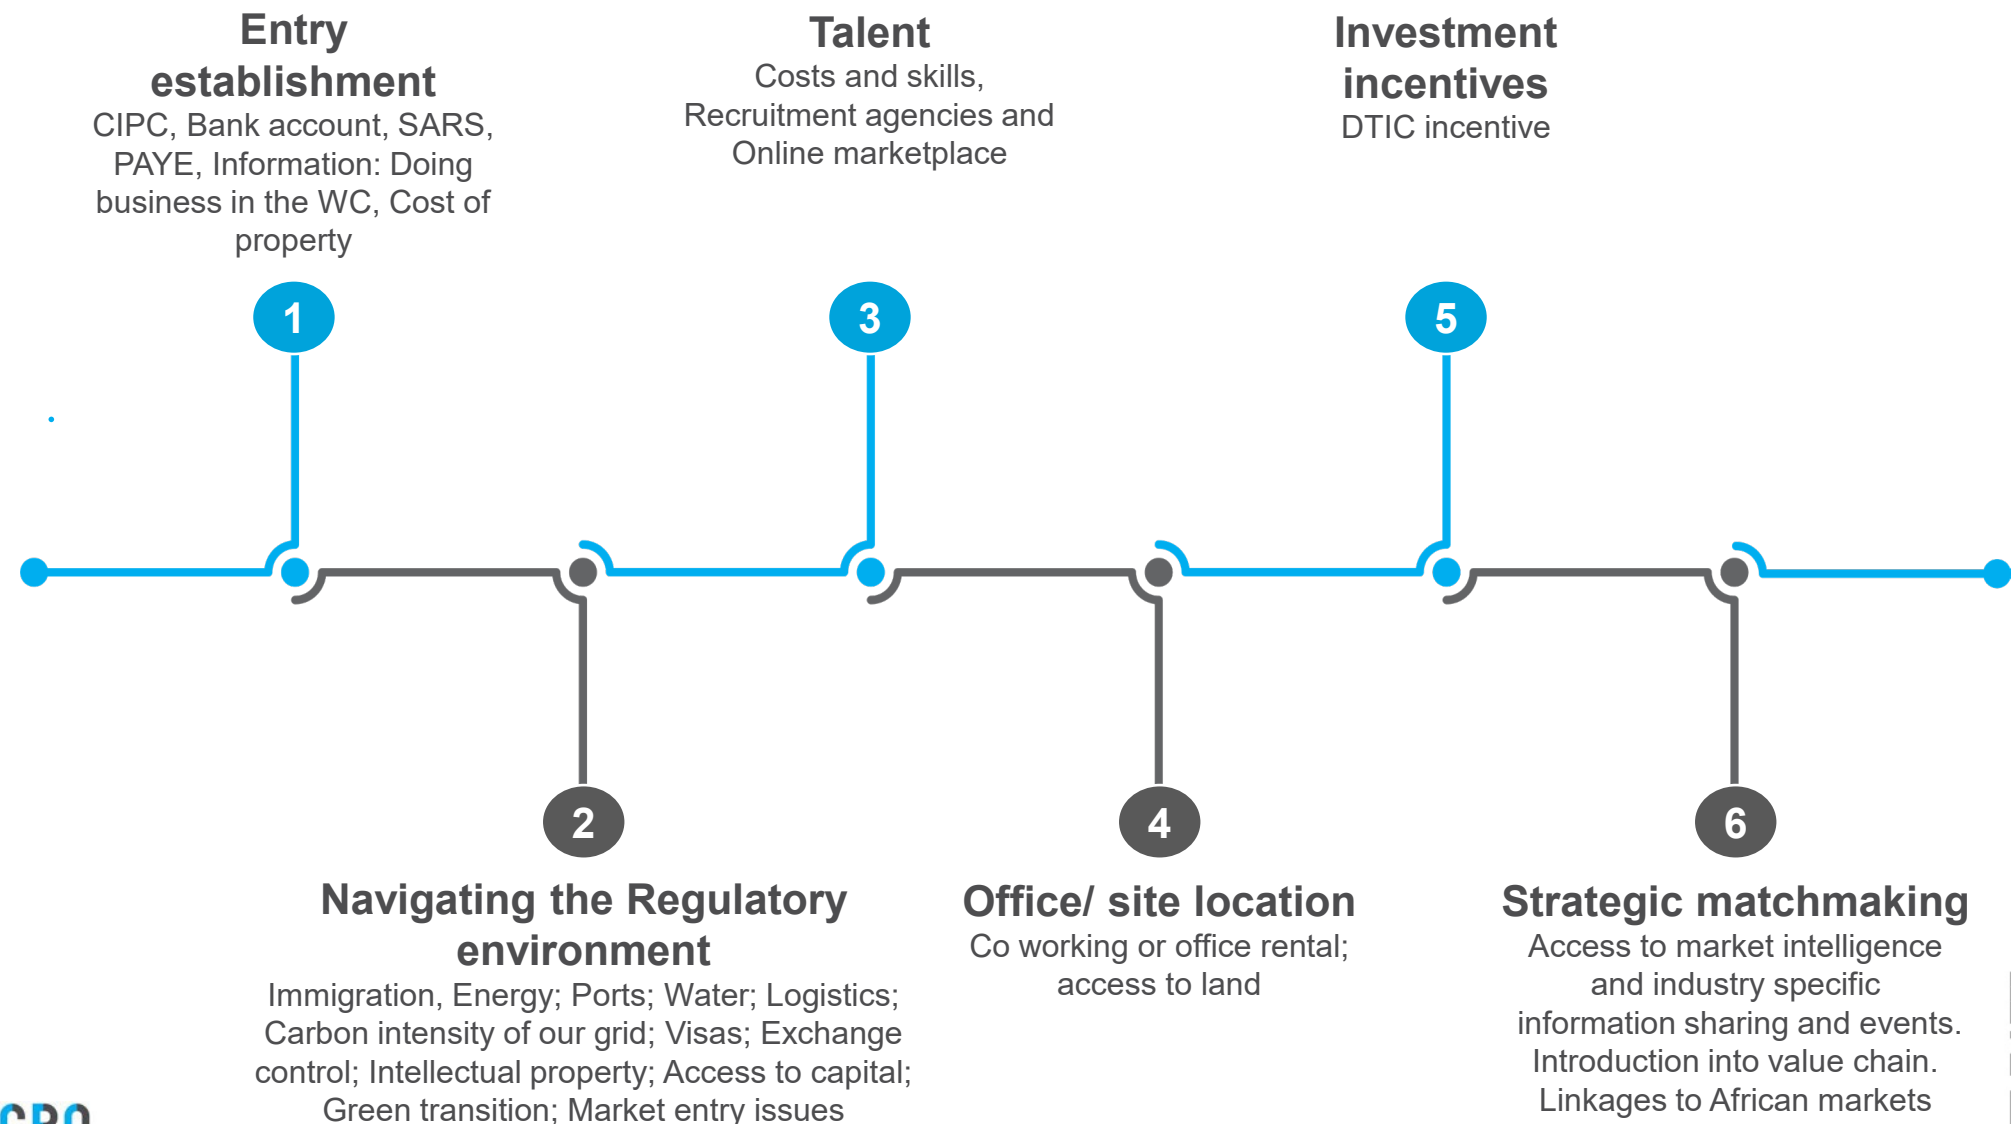 Entry
establishment
CIPC, Bank account, SARS,
PAYE, Information: Doing
business in the WC, Cost of
property
1
Talent
Costs and skills,
Recruitment agencies and
Online marketplace
3
Investment
incentives
DTIC incentive
5
2
Navigating the Regulatory
environment
Immigration, Energy; Ports; Water; Logistics;
Carbon intensity of our grid; Visas; Exchange
control; Intellectual property; Access to capital;
Green transition; Market entry issues
4
Office/ site location
Co working or office rental;
access to land
6
Strategic matchmaking
Access to market intelligence
and industry specific
information sharing and events.
Introduction into value chain.
Linkages to African markets